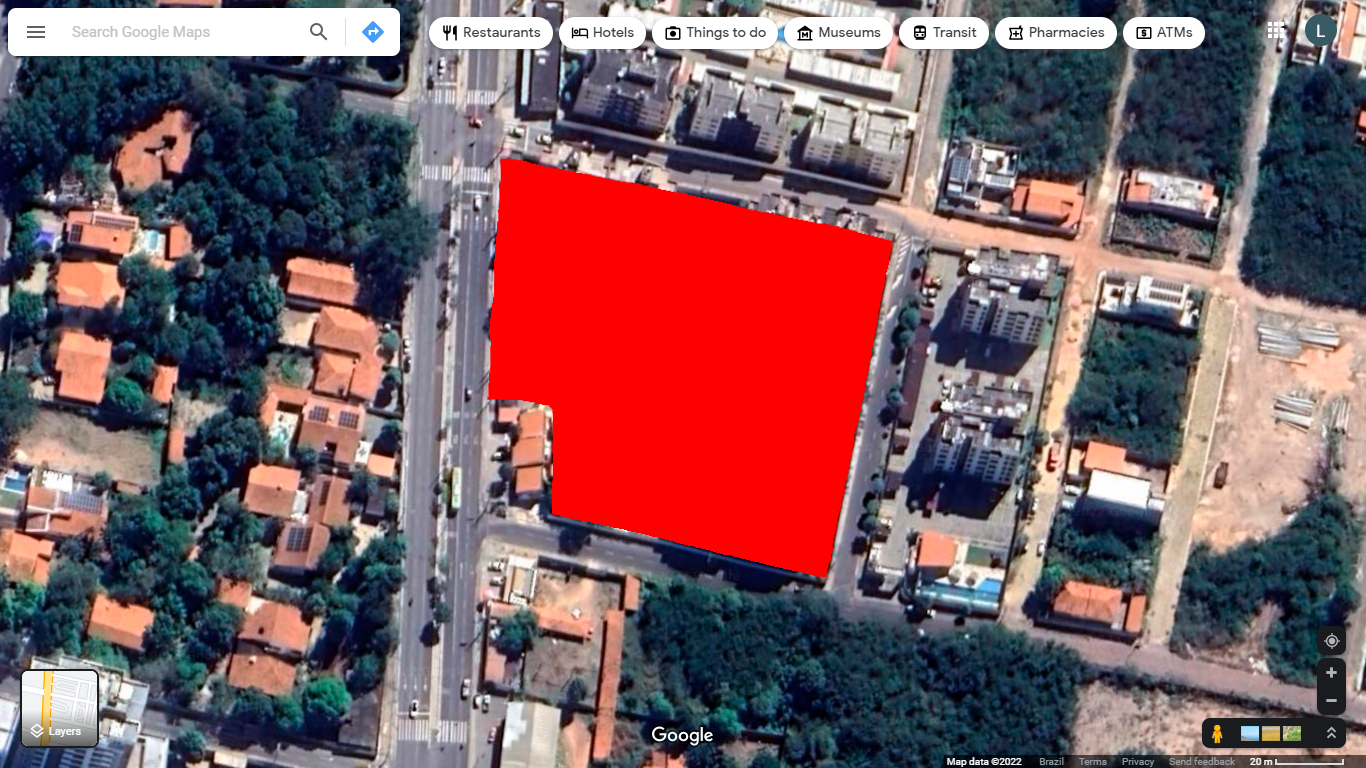 Search Google Maps
Restaurants
Hotels
Things to do
Museums
Transit
Pharmacies
ATMs
L
Layers
Google
Map data ©2022 Brazil Terms Privacy Send feedback 20 m